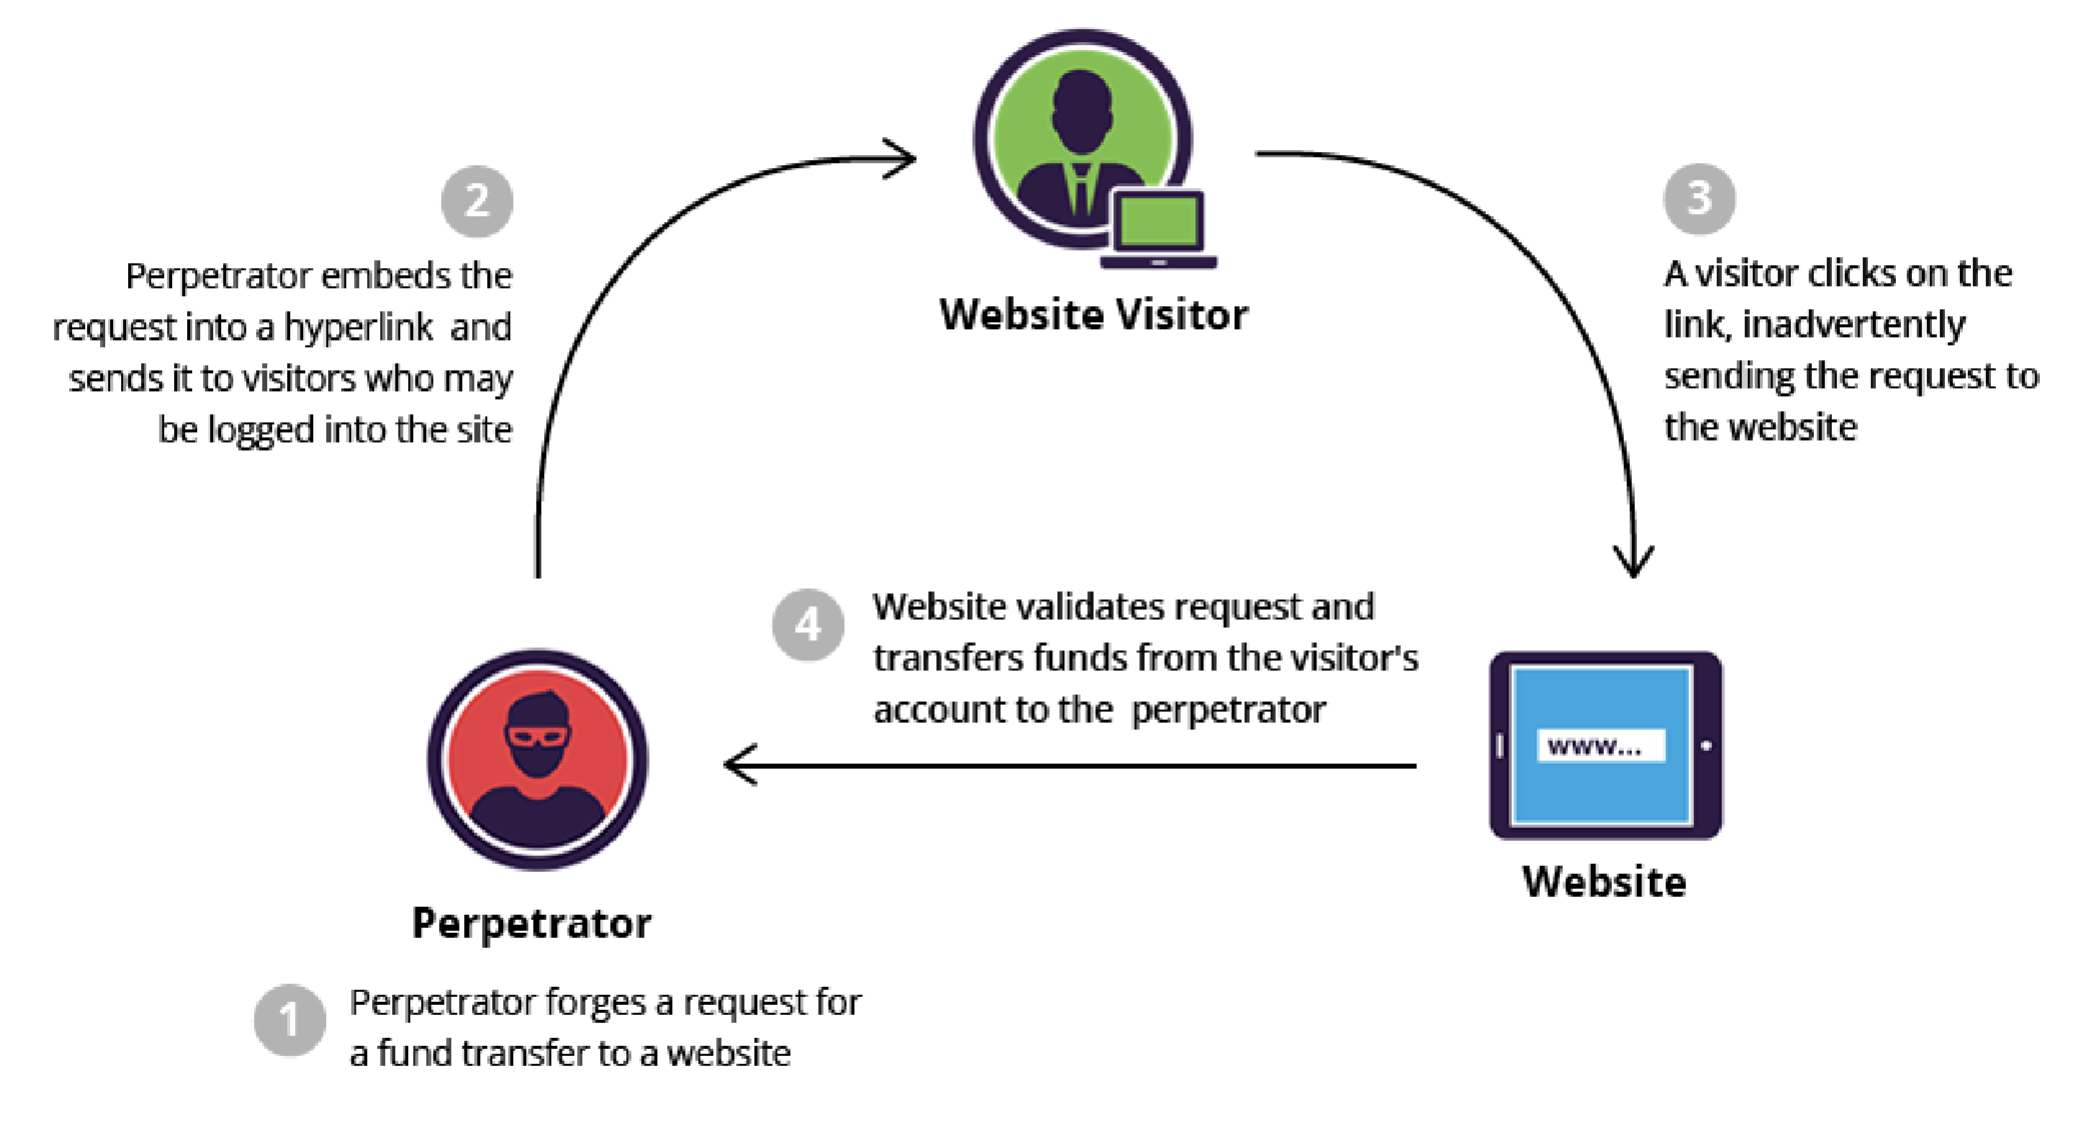 2
Perpetrator embeds the
request into a hyperlink and
sends it to visitors who may
be logged into the site
Website Visitor
3
A visitor clicks on the
link, inadvertently
sending the request to
the website
4
Website validates request and
transfers funds from the visitor's
account to the perpetrator
www...
Website
Perpetrator
1
Perpetrator forges a request for
a fund transfer to a website